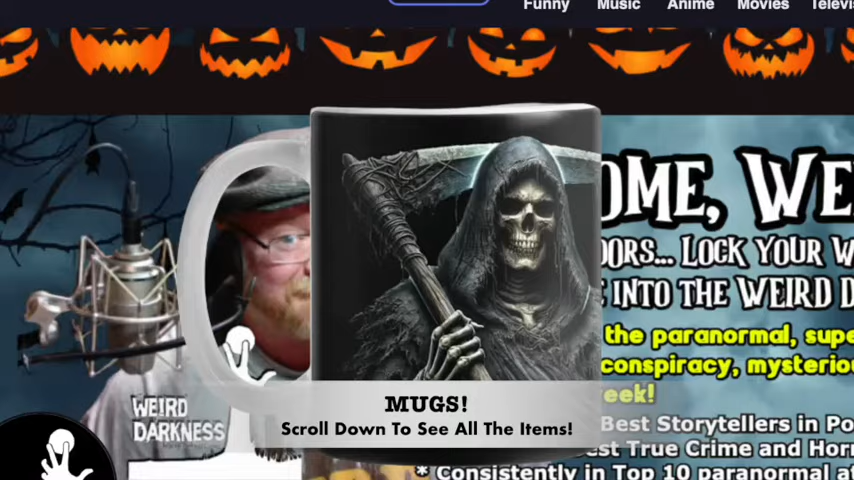 Funny Music Anime Movies Televis
OME, WE
OORS... LOCK YOUR W
E INTO THE WEIRD D
the paranormal, supe
conspiracy, mysteriou
eek!
Best Storytellers in Po
est True Crime and Horr
* Consistently in Top 10 paranormal a
WEIRD
DARKNESS
MUGS!
Scroll Down To See All The Items!